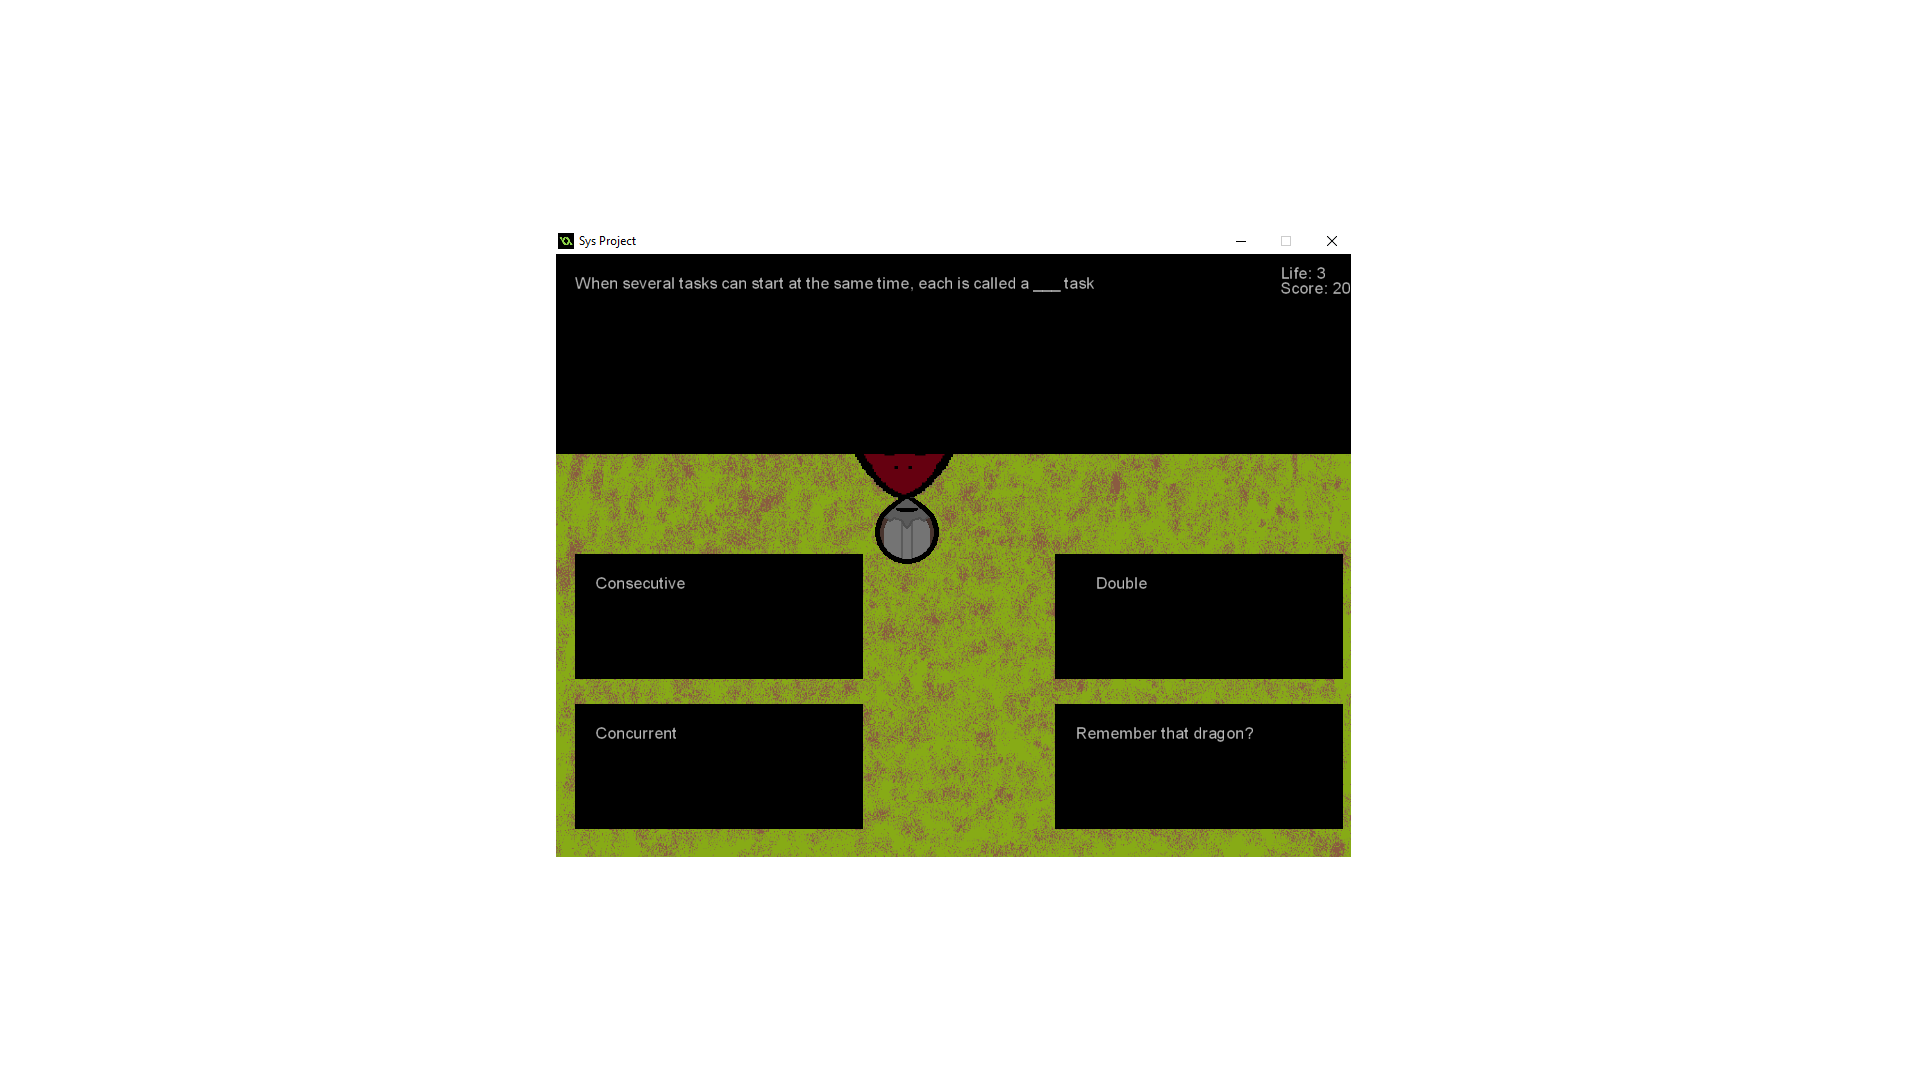 Sys Project
When several tasks can start at the same time, each is called a ___ task
Life: 3
Score: 20
Consecutive
Double
Concurrent
Remember that dragon?